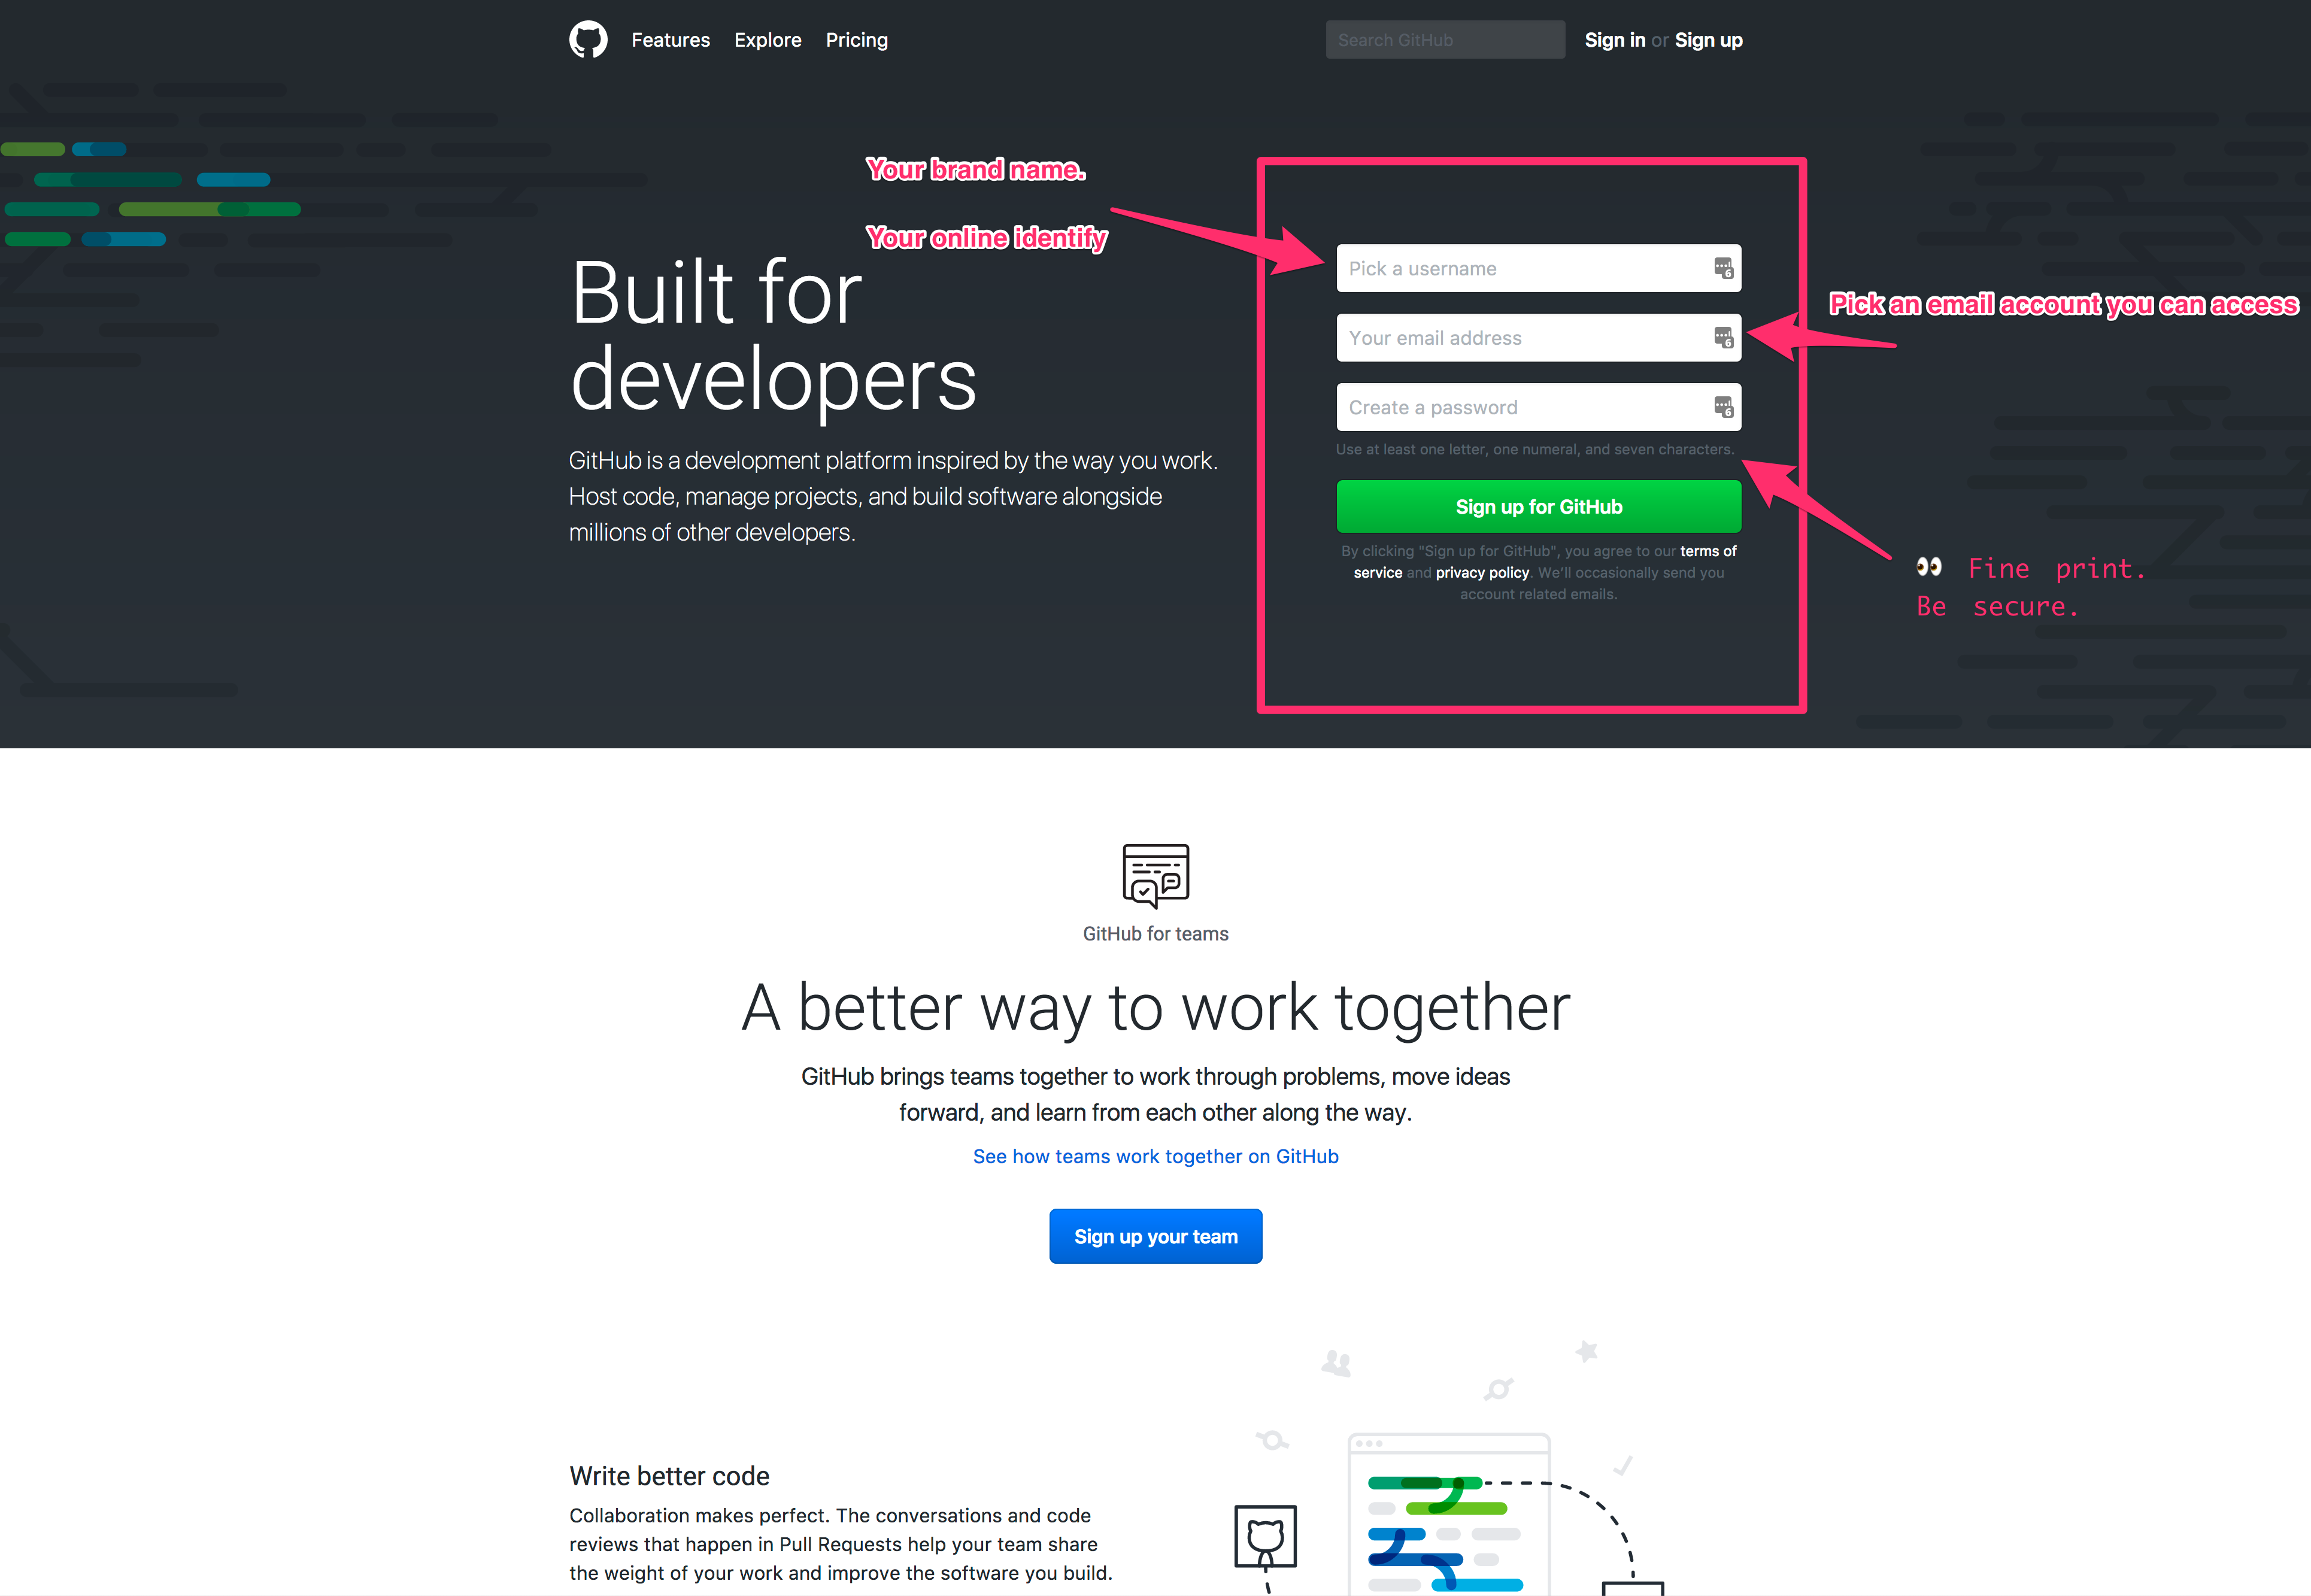 Features Explore Pricing
Search GitHub
Sign in or Sign up
Your brand name.
Your online identify
Built for
developers
GitHub is a development platform inspired by the way you work.
Host code, manage projects, and build software alongside
millions of other developers.
Pick a username
6
Pick an email account you can access
Your email address
6
Create a password
6
Use at least one letter, one numeral, and seven characters.
Sign up for GitHub
By clicking "Sign up for GitHub", you agree to our terms of
service and privacy policy. We'll occasionally send you
account related emails.
👀 Fine print.
Be secure.
GitHub for teams
A better way to work together
GitHub brings teams together to work through problems, move ideas
forward, and learn from each other along the way.
See how teams work together on GitHub
Sign up your team
Write better code
Collaboration makes perfect. The conversations and code
reviews that happen in Pull Requests help your team share
the weight of your work and improve the software you build.